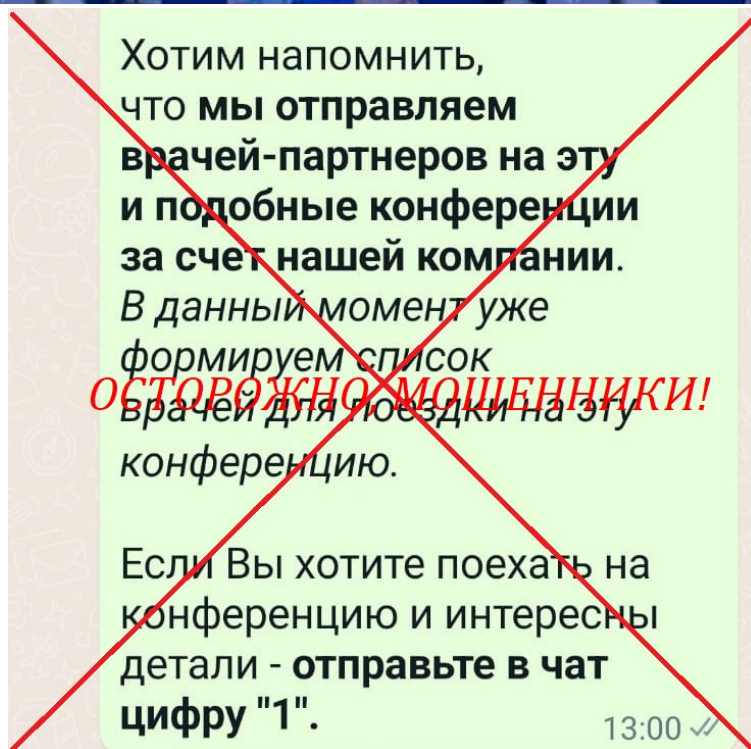 Хотим напомнить,
что мы отправляем
врачей-партнеров на эту
и подобные конференции
за счет нашей компании.
В данный момент уже
формируем список
ОСТОРОЖНО, МОШЕННИКИ!
врачей для поездки на эту
конференцию.
Если Вы хотите поехать на
конференцию и интересны
детали - отправьте в чат
цифру "1".
13:00